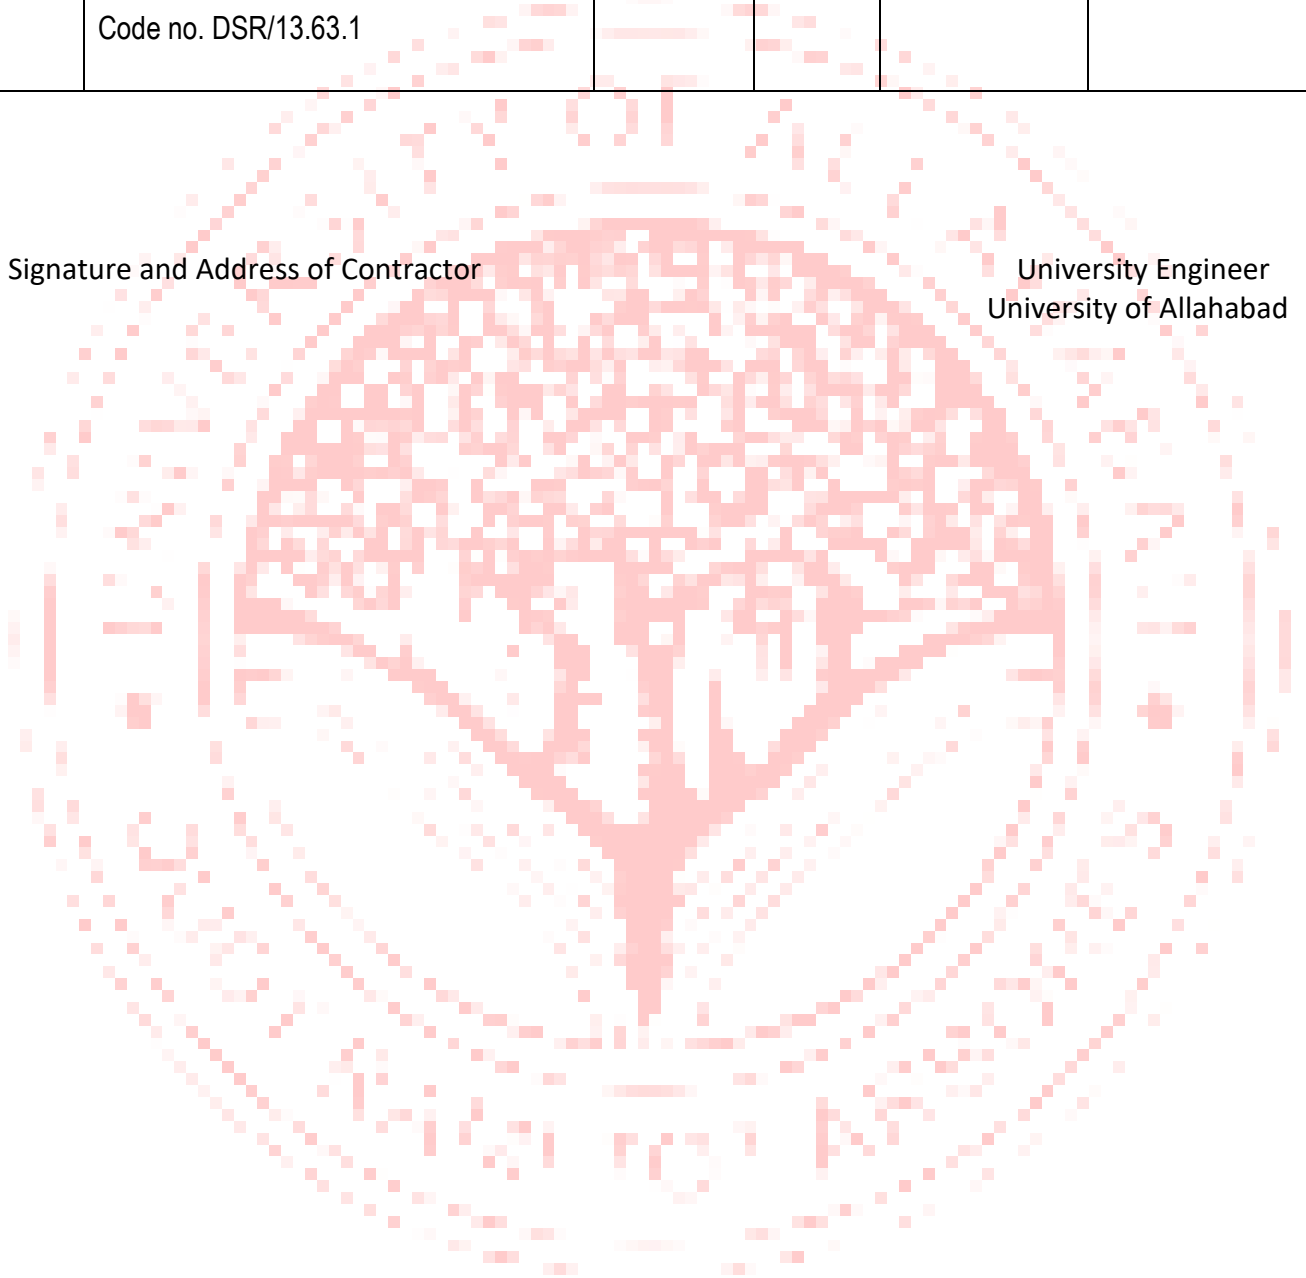 Code no. DSR/13.63.1
Signature and Address of Contractor
University Engineer
University of Allahabad